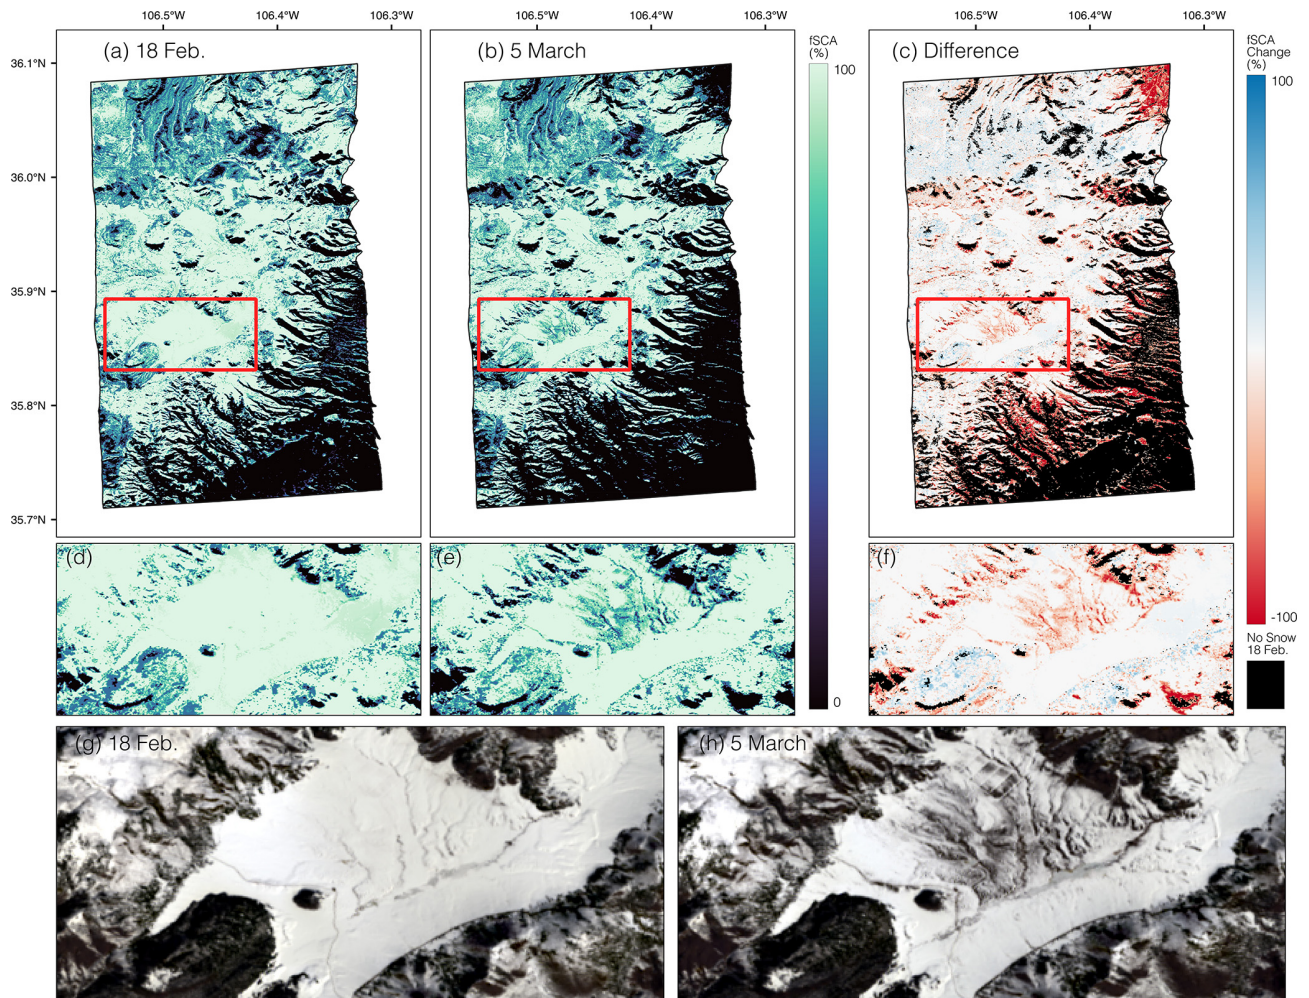 106.5°W 106.4°W 106.3°W 106.5°W 106.4°W 106.3°W 106.5°W 106.4°W 106.3°W
(a) 18 Feb.
(b) 5 March
(c) Difference
fSCA
(%)
100
0
fSCA
Change
(%)
100
-100
No Snow
18 Feb.
36.1°N
36.0°N
35.9°N
35.8°N
35.7°N
(d)
(e)
(f)
(g) 18 Feb.
(h) 5 March